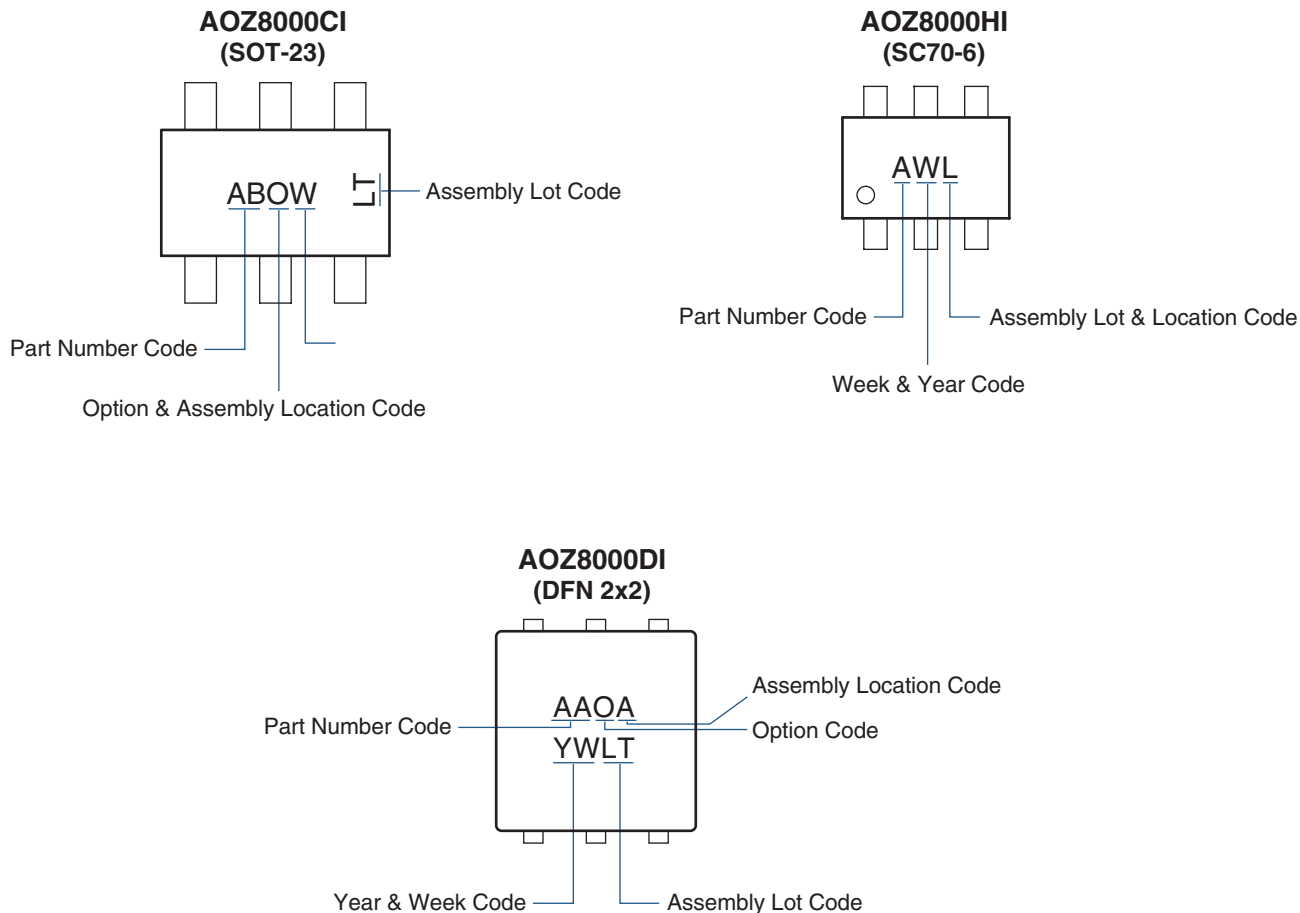 AOZ8000CI
(SOT-23)
ABOW
LT
Assembly Lot Code
Part Number Code
Option & Assembly Location Code
AOZ8000HI
(SC70-6)
AWL
Part Number Code
Assembly Lot & Location Code
Week & Year Code
AOZ8000DI
(DFN 2x2)
AAOA
YWLT
Assembly Location Code
Part Number Code
Option Code
Year & Week Code
Assembly Lot Code